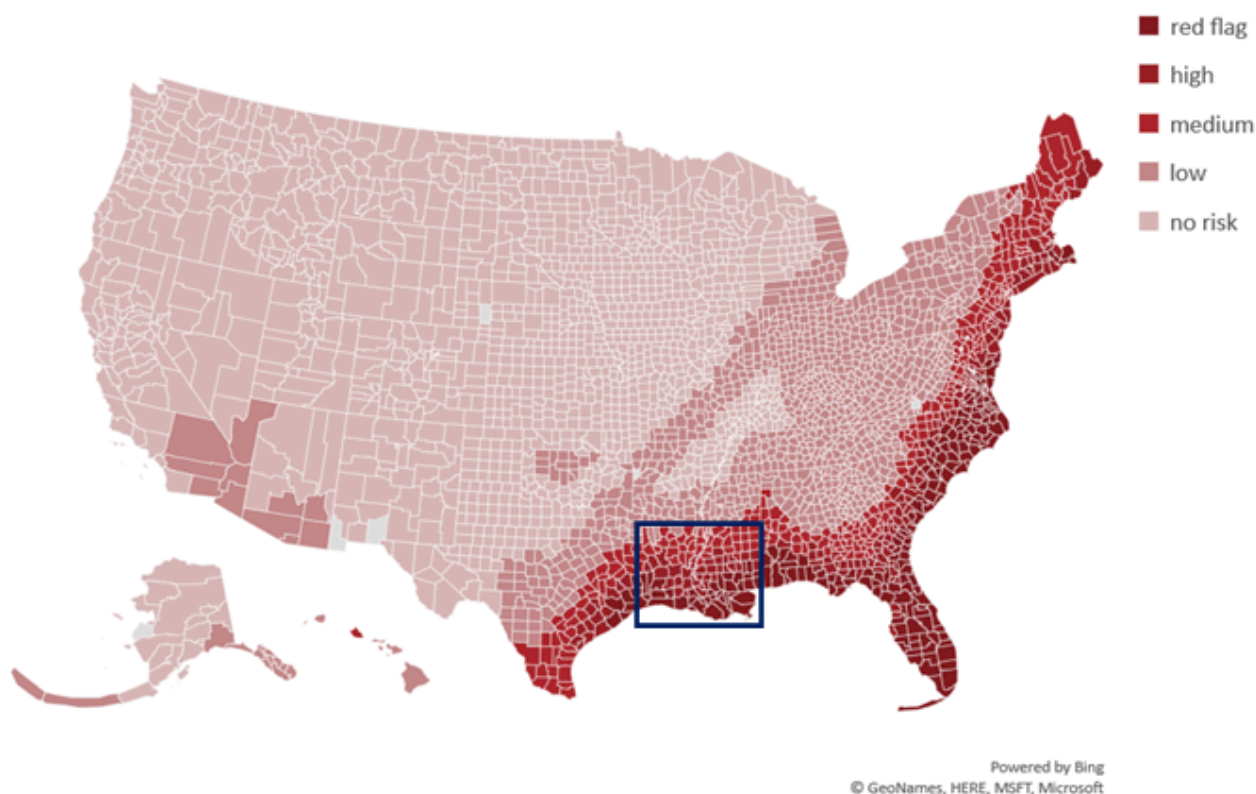 red flag
high
medium
low
no risk
Powered by Bing
© GeoNames, HERE, MSFT, Microsoft